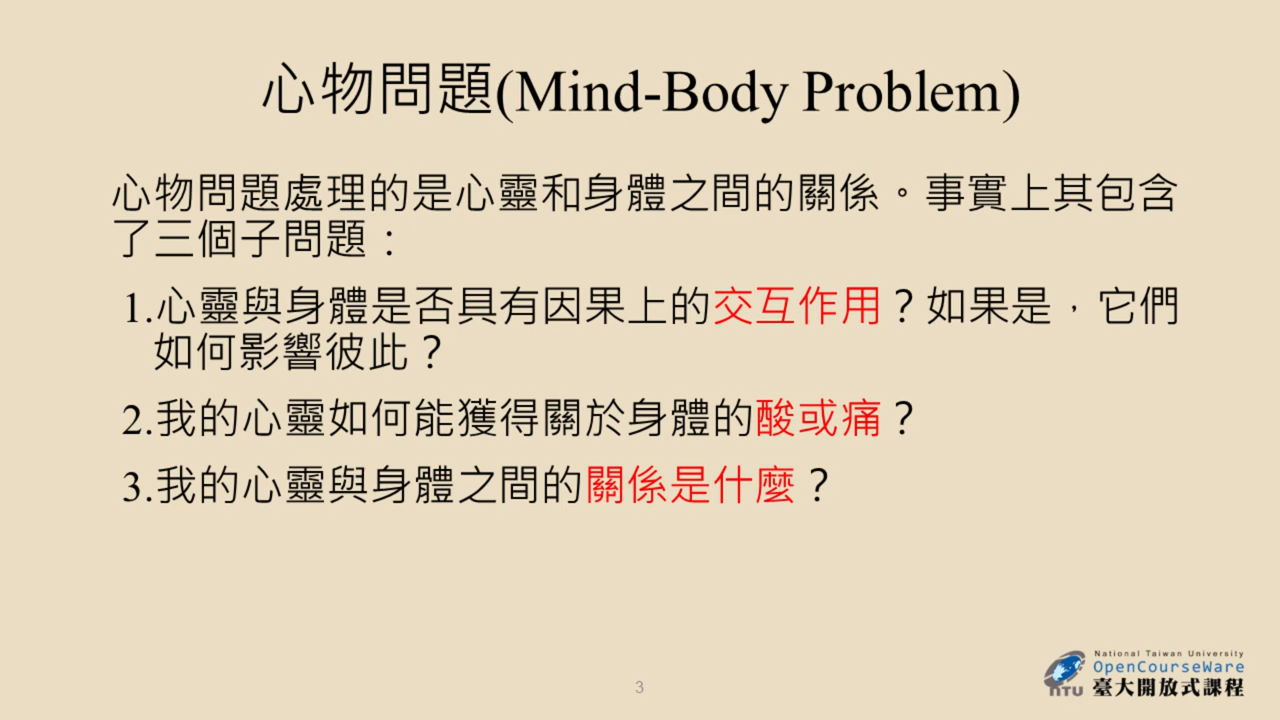 心物問題(Mind-Body Problem)
心物問題處理的是心靈和身體之間的關係。事實上其包含
了三個子問題：
1.心靈與身體是否具有因果上的交互作用？如果是，它們
如何影響彼此？
2.我的心靈如何能獲得關於身體的酸或痛？
3.我的心靈與身體之間的關係是什麼？
National Taiwan University
OpenCourseWare
NTU 臺大開放式課程
3